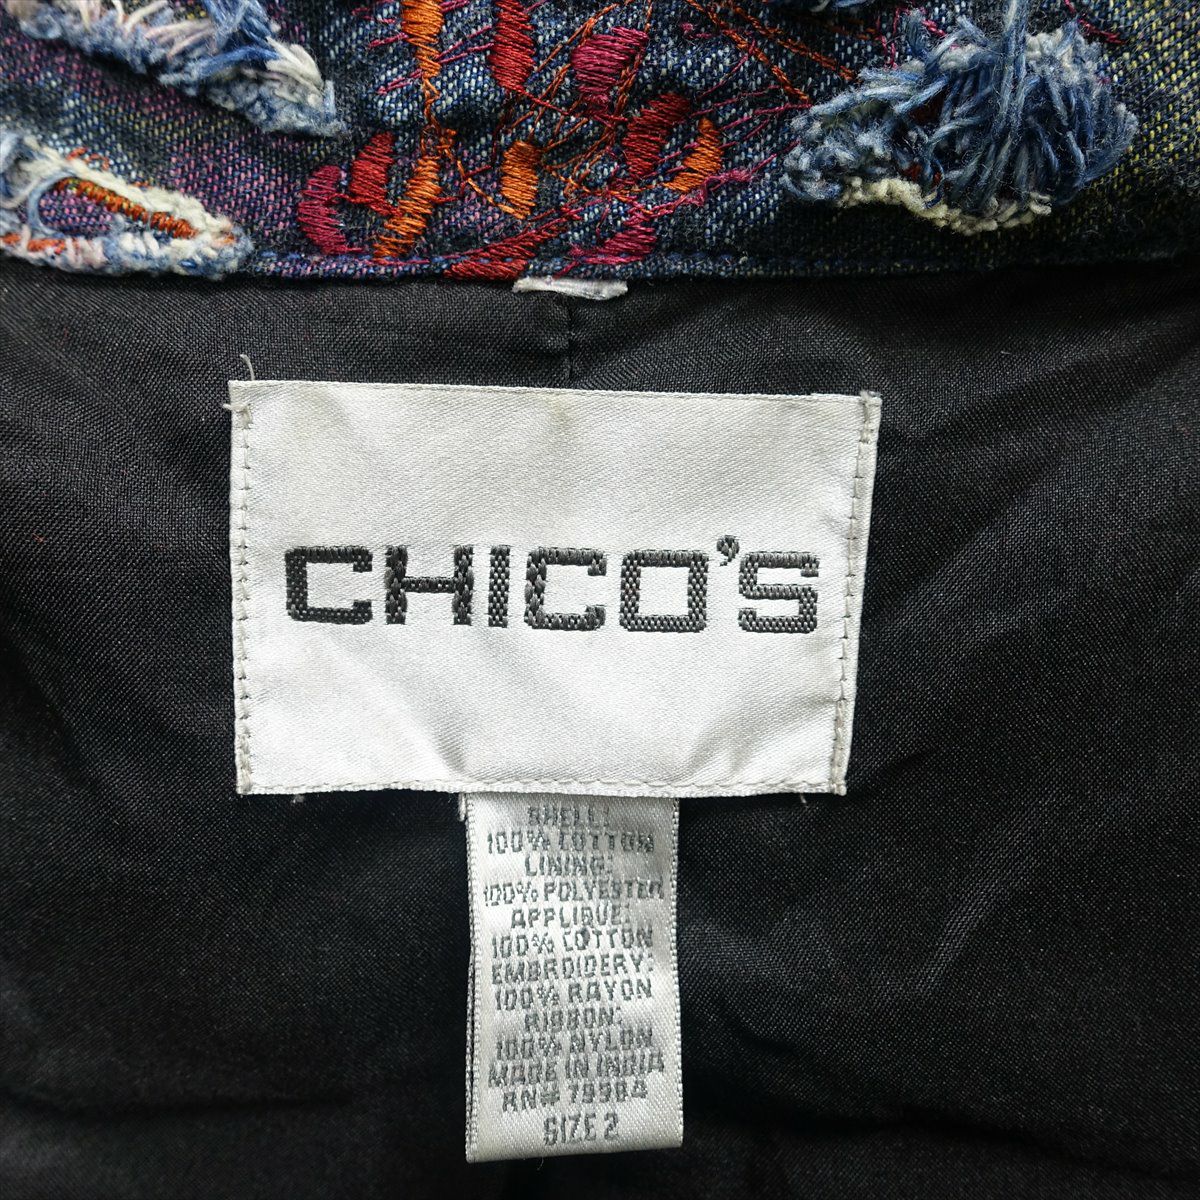 CHICO'S
SHELL:
100% COTTON
LINING:
100% POLYESTER
APPLIQUE:
100% COTTON
EMBROIDERY:
100% RAYON
RIBBON:
100% NYLON
MADE IN INDIA
RN# 79984
SIZE 2